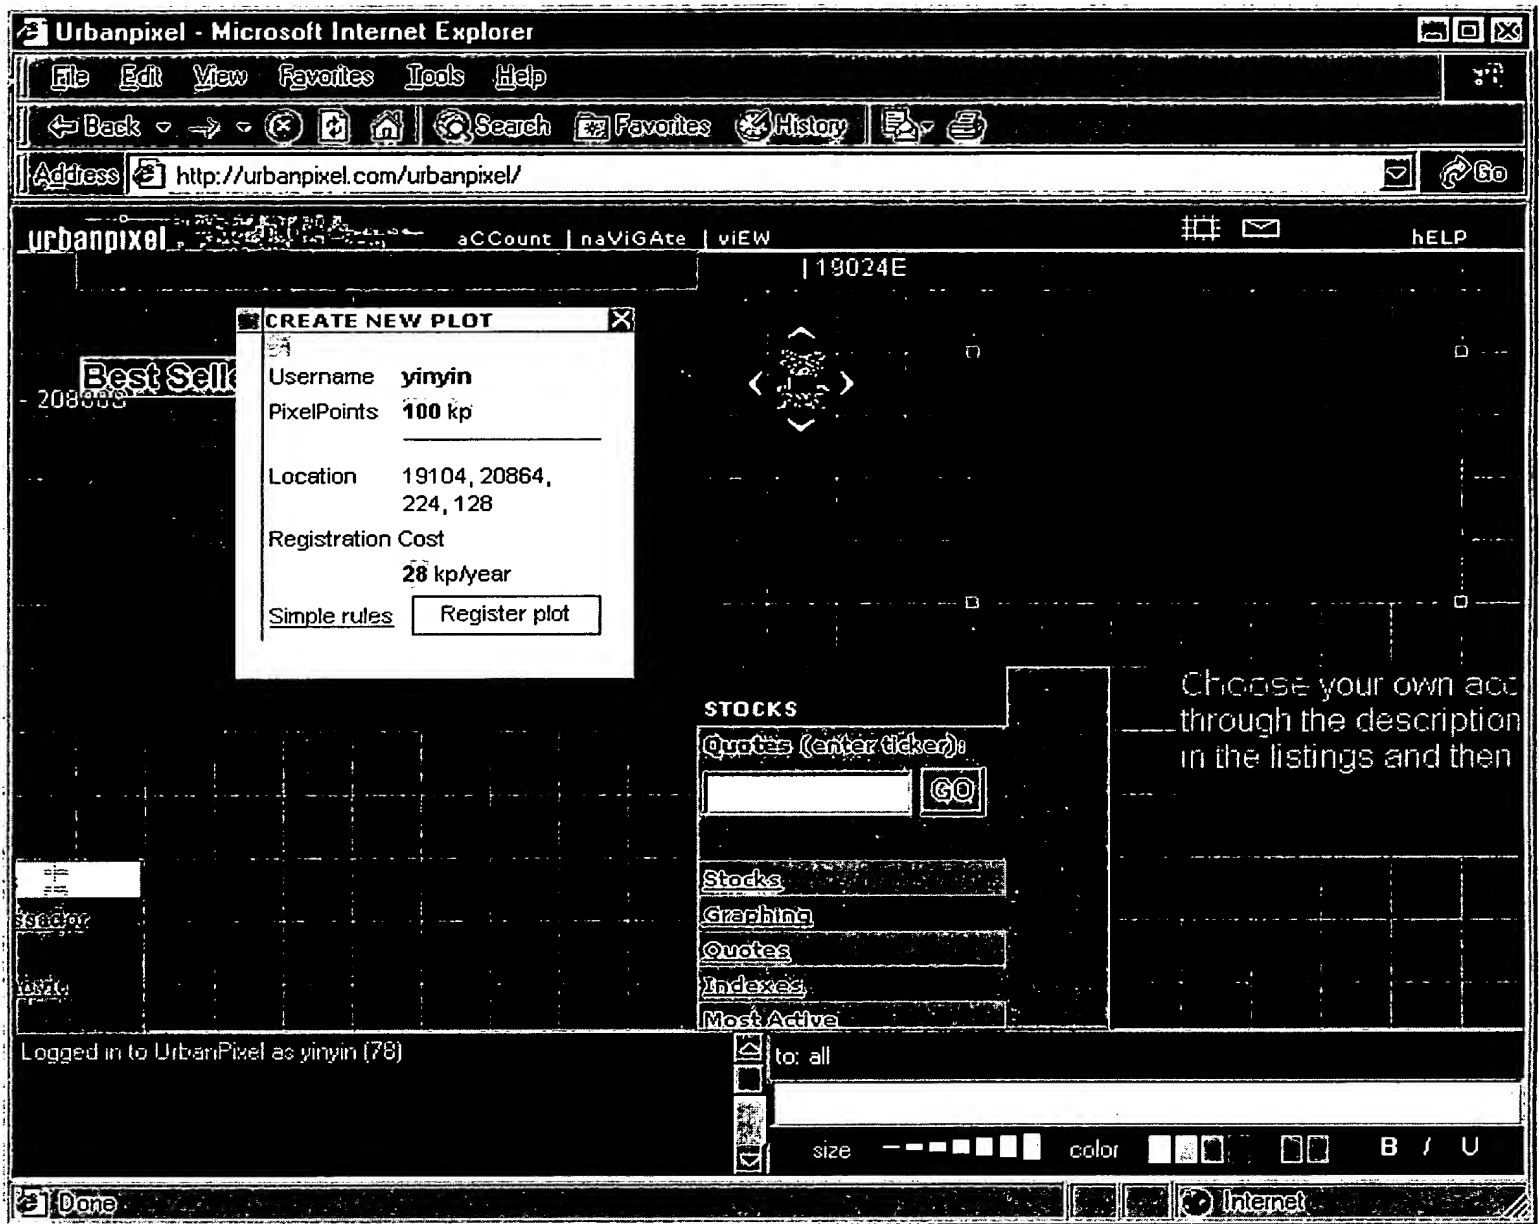 Urbanpixel - Microsoft Internet Explorer
File Edit View Favorites Tools Help
Back Search Favorites History
Address http://urbanpixel.com/urbanpixel/ Go
urbanpixel aCCount | naViGAte | viEW hELP
|19024E
CREATE NEW PLOT
Best Selle
Username yinyin
PixelPoints 100 kp
Location 19104, 20864,
224, 128
Registration Cost
28 kp/year
Simple rules Register plot
Choose your own acc
through the description
in the listings and then
STOCKS
Quotes (enter ticker):
GO
Stocks
Graphing
Quotes
Indexes
Most Active
Logged in to UrbanPixel as yinyin (78)
to: all
size color B I U
Done Internet